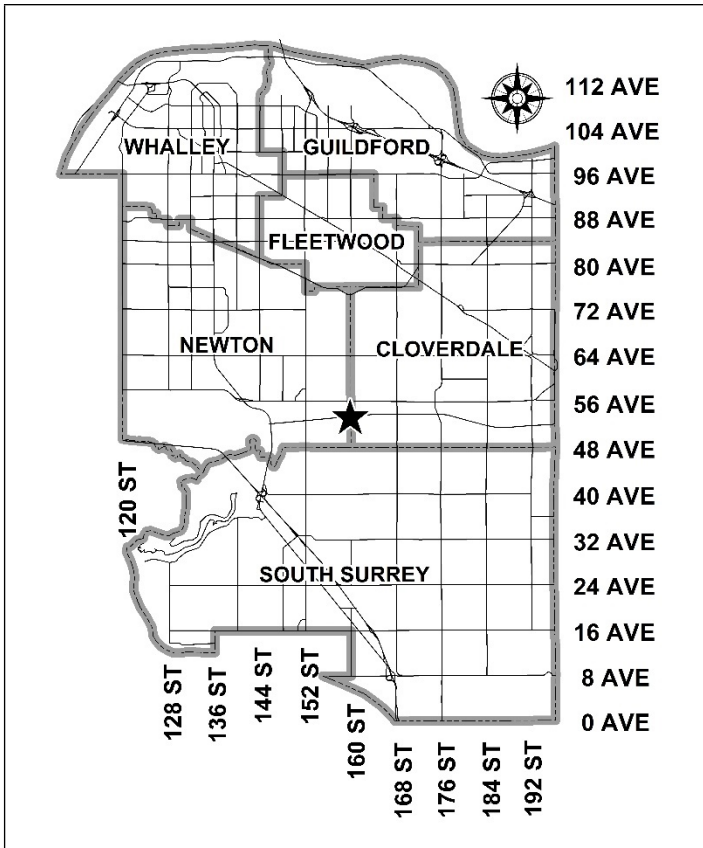 112 AVE
104 AVE
WHALLEY
GUILDFORD
96 AVE
88 AVE
FLEETWOOD
80 AVE
72 AVE
NEWTON
CLOVERDALE
64 AVE
56 AVE
48 AVE
120 ST
40 AVE
32 AVE
SOUTH SURREY
24 AVE
16 AVE
128 ST
136 ST
144 ST
152 ST
8 AVE
160 ST
0 AVE
168 ST
176 ST
184 ST
192 ST